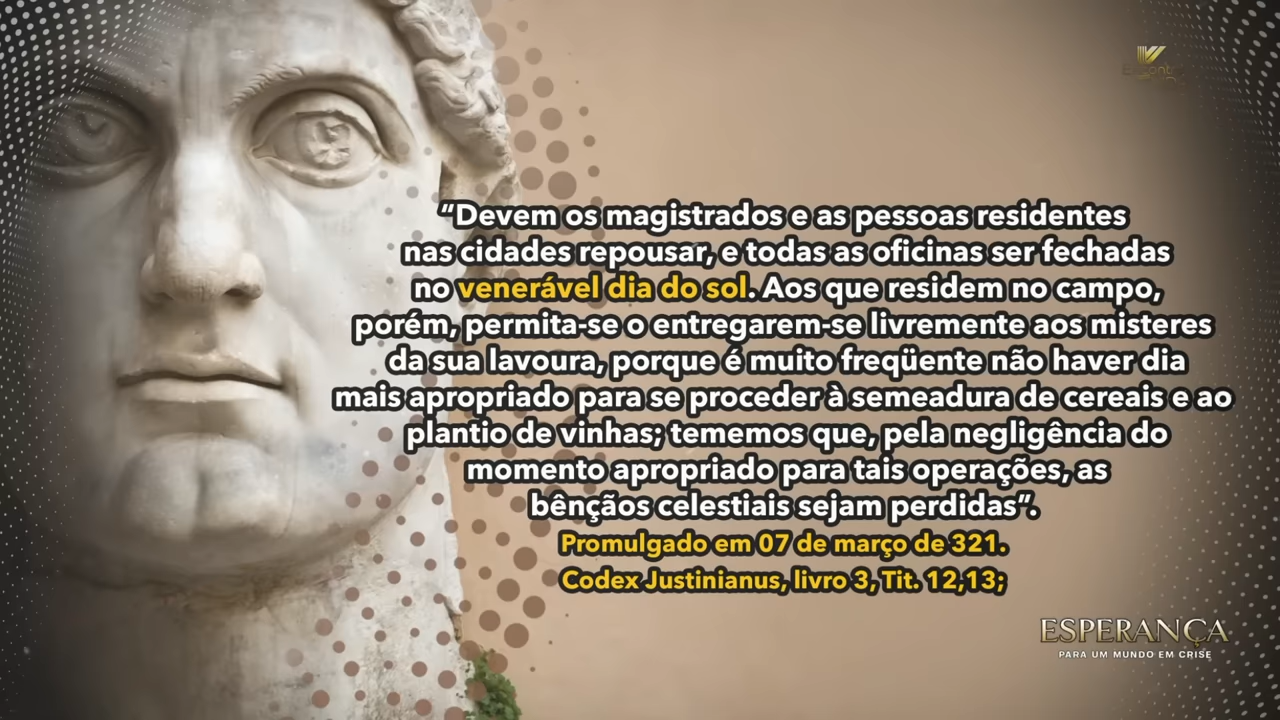 “Devem os magistrados e as pessoas residentes
nas cidades repousar, e todas as oficinas ser fechadas
no venerável dia do sol. Aos que residem no campo,
porém, permita-se o entregarem-se livremente aos misteres
da sua lavoura, porque é muito freqüente não haver dia
mais apropriado para se proceder à semeadura de cereais e ao
plantio de vinhas; tememos que, pela negligência do
momento apropriado para tais operações, as
bênçãos celestiais sejam perdidas”.
Promulgado em 07 de março de 321.
Codex Justinianus, livro 3, Tit. 12,13;
ESPERANÇA
PARA UM MUNDO EM CRISE